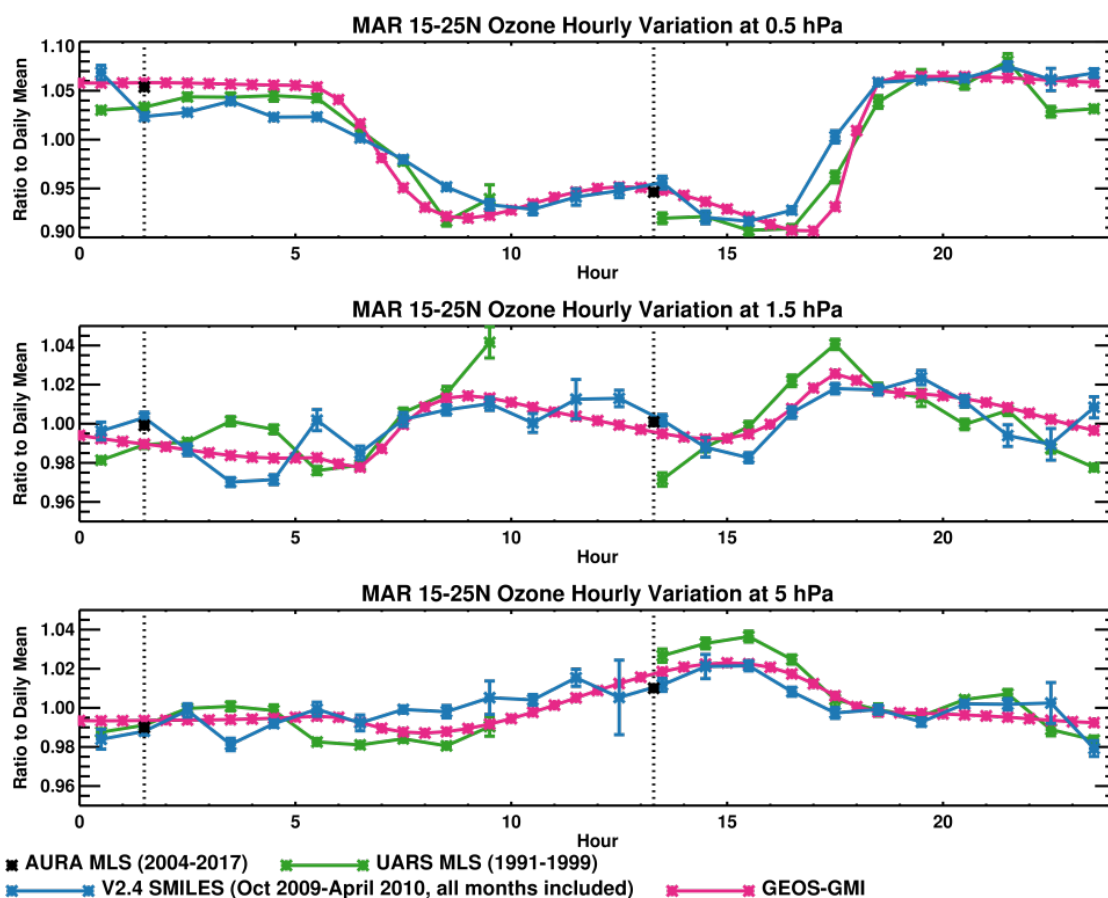 MAR 15-25N Ozone Hourly Variation at 0.5 hPa
Ratio to Daily Mean
1.10
1.05
1.00
0.95
0.90
0 5 10 15 20
Hour
MAR 15-25N Ozone Hourly Variation at 1.5 hPa
Ratio to Daily Mean
1.04
1.02
1.00
0.98
0.96
0 5 10 15 20
Hour
MAR 15-25N Ozone Hourly Variation at 5 hPa
Ratio to Daily Mean
1.04
1.02
1.00
0.98
0.96
0 5 10 15 20
Hour
AURA MLS (2004-2017) UARS MLS (1991-1999)
V2.4 SMILES (Oct 2009-April 2010, all months included) GEOS-GMI